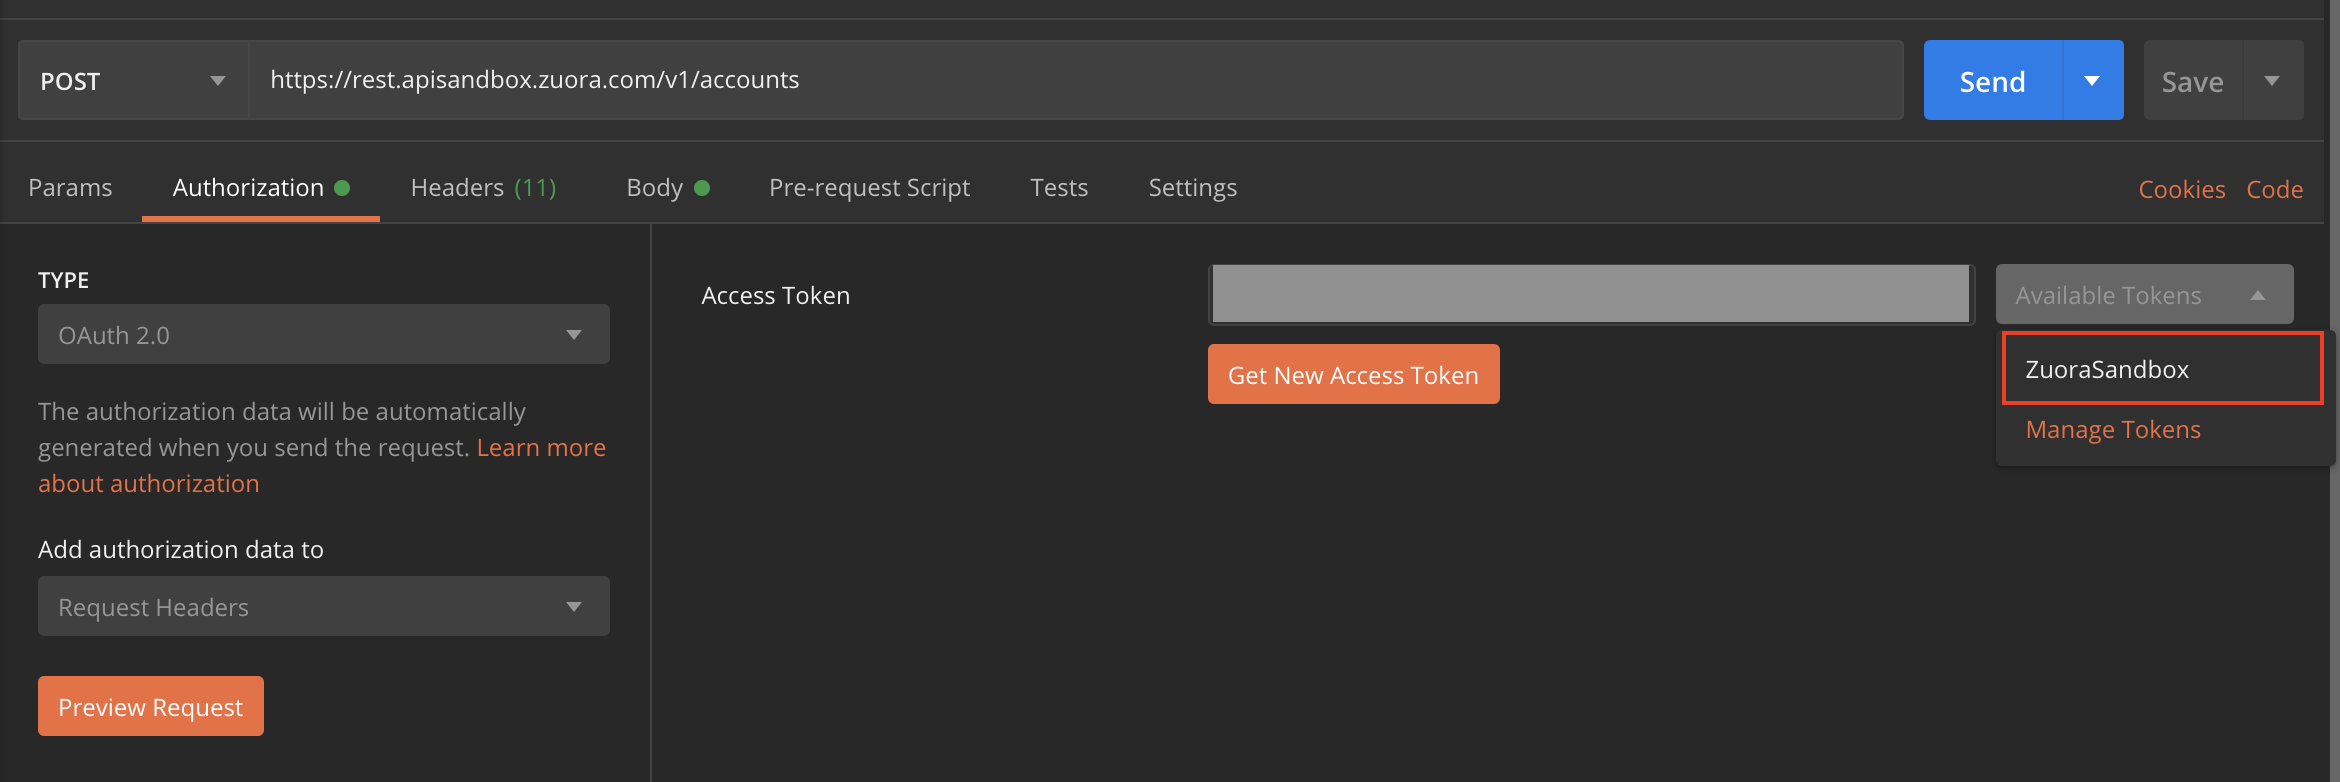 POST
https://rest.apisandbox.zuora.com/v1/accounts
Send
Save
Params
Authorization
Headers (11)
Body
Pre-request Script
Tests
Settings
Cookies
Code
TYPE
OAuth 2.0
The authorization data will be automatically
generated when you send the request. Learn more
about authorization
Add authorization data to
Request Headers
Preview Request
Access Token
Available Tokens
Get New Access Token
ZuoraSandbox
Manage Tokens